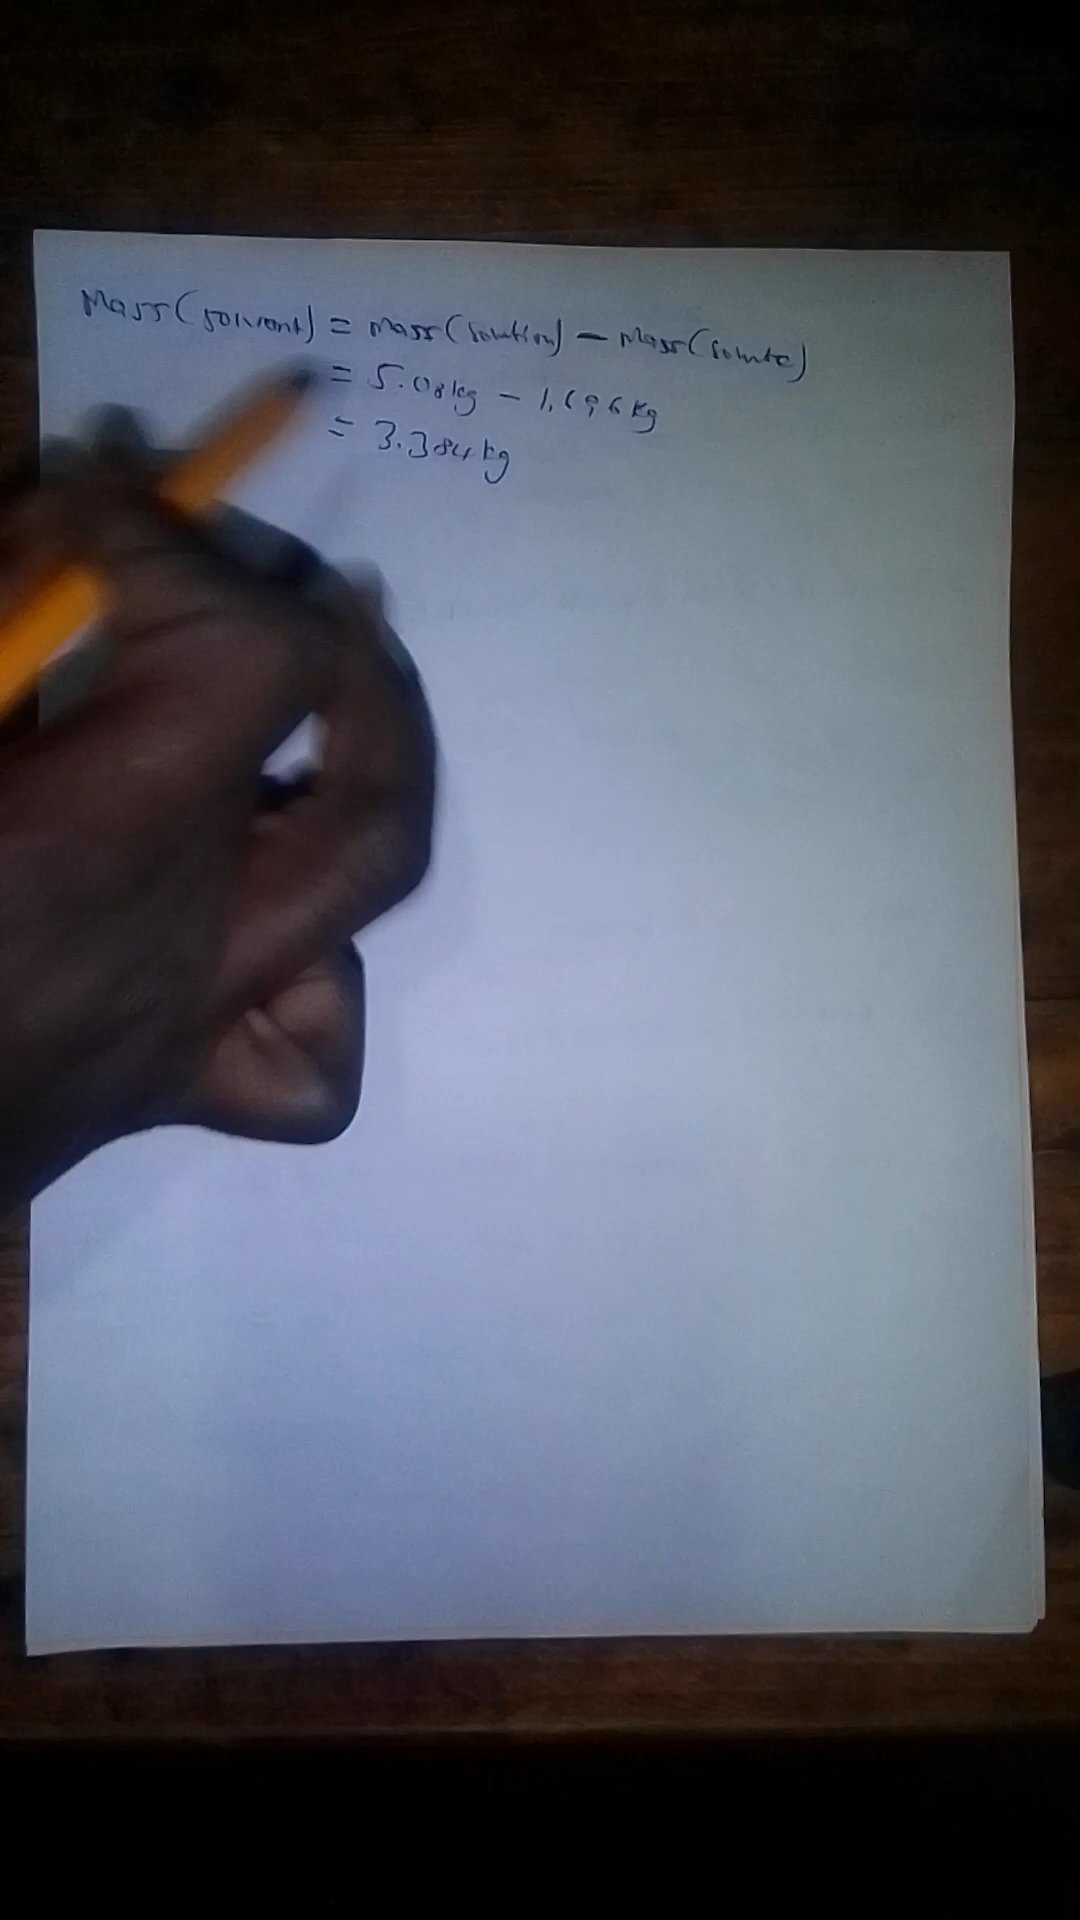 Mass(solvent) = Mass(solution) - Mass(solute)
= 5.08kg - 1.696kg
= 3.384kg